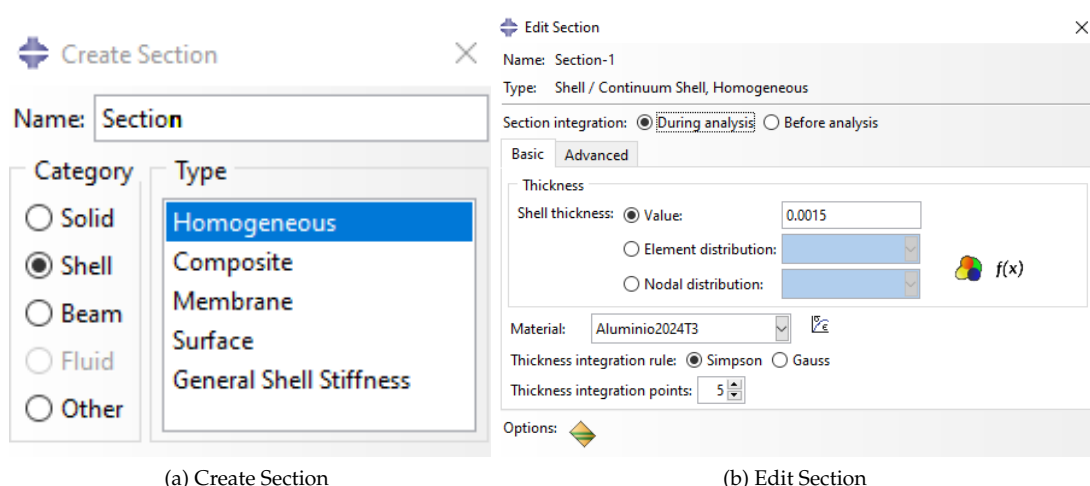 Create Section
Name: Section
Category
Solid
Shell
Beam
Fluid
Other
Type
Homogeneous
Composite
Membrane
Surface
General Shell Stiffness
(a) Create Section
Edit Section
Name: Section-1
Type: Shell / Continuum Shell, Homogeneous
Section integration: During analysis Before analysis
Basic Advanced
Thickness
Shell thickness: Value: 0.0015
Element distribution:
Nodal distribution:
f(x)
Material: Aluminio2024T3 σ ε
Thickness integration rule: Simpson Gauss
Thickness integration points: 5
Options:
(b) Edit Section